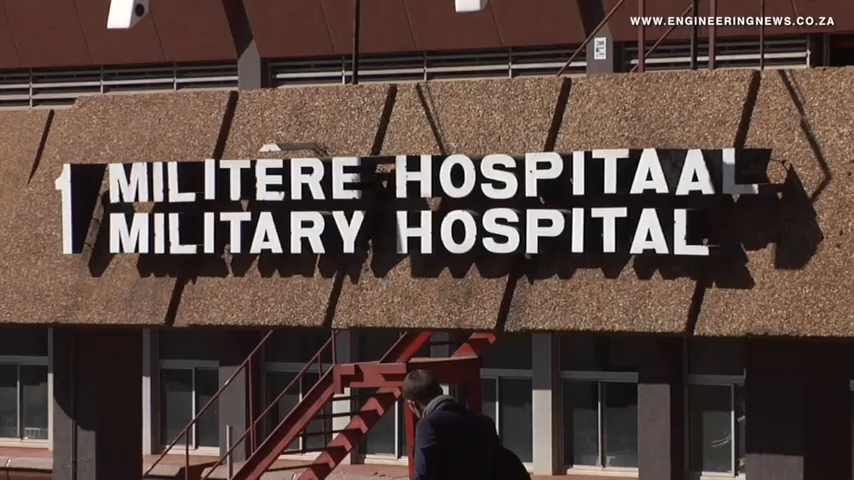 WWW.ENGINEERINGNEWS.CO.ZA
1 MILITERE HOSPITAAL
MILITARY HOSPITAL